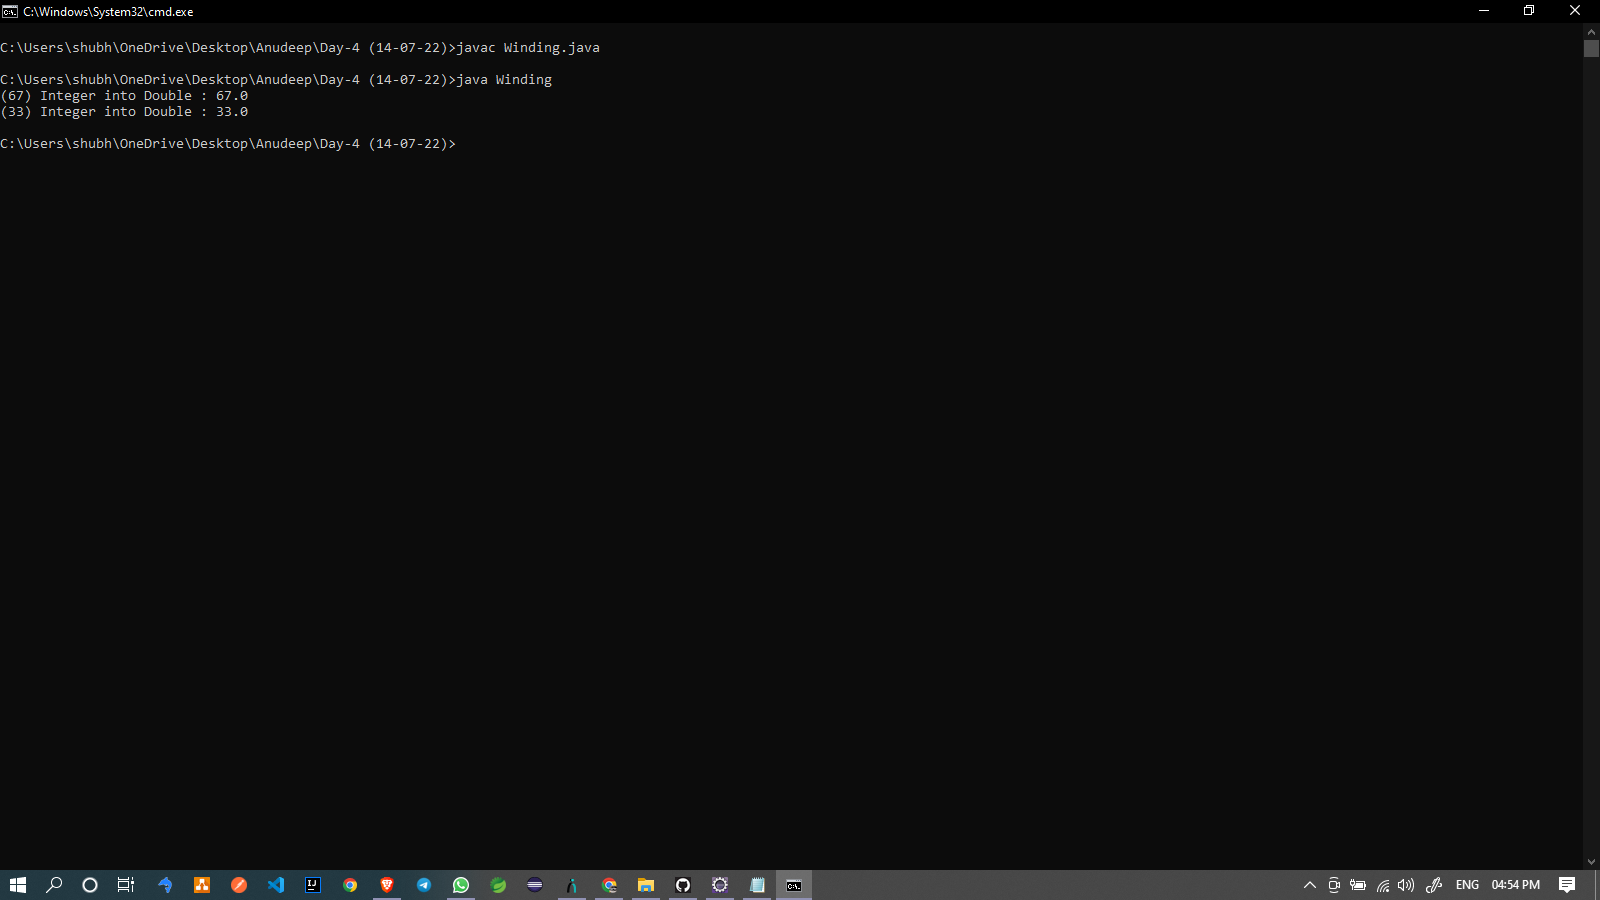 C:\Windows\System32\cmd.exe
C:\Users\shubh\OneDrive\Desktop\Anudeep\Day-4 (14-07-22)>javac Winding.java
C:\Users\shubh\OneDrive\Desktop\Anudeep\Day-4 (14-07-22)>java Winding
(67) Integer into Double : 67.0
(33) Integer into Double : 33.0
C:\Users\shubh\OneDrive\Desktop\Anudeep\Day-4 (14-07-22)>
ENG 04:54 PM